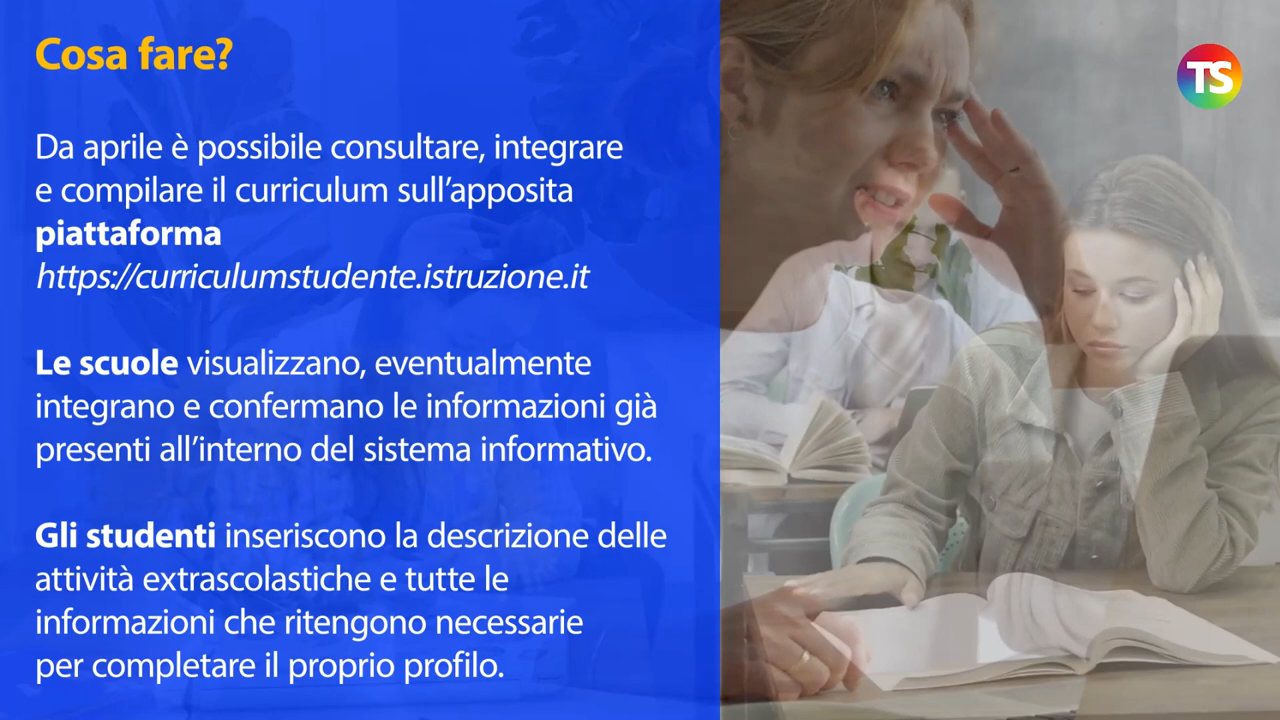 Cosa fare?
TS
Da aprile è possibile consultare, integrare
e compilare il curriculum sull’apposita
piattaforma
https://curriculumstudente.istruzione.it
Le scuole visualizzano, eventualmente
integrano e confermano le informazioni già
presenti all’interno del sistema informativo.
Gli studenti inseriscono la descrizione delle
attività extrascolastiche e tutte le
informazioni che ritengono necessarie
per completare il proprio profilo.